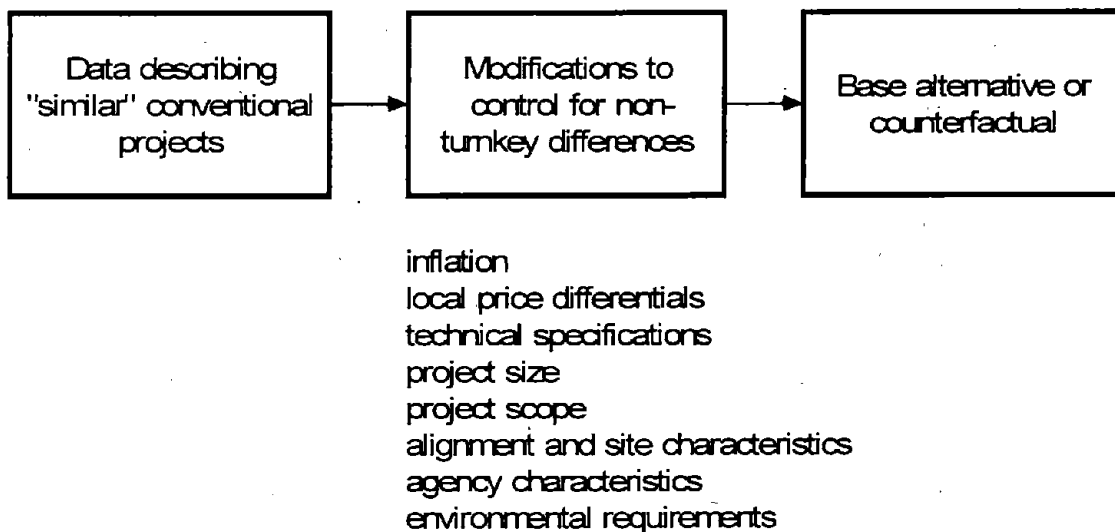 Data describing
"similar" conventional
projects
Modifications to
control for non-
turnkey differences
Base alternative or
counterfactual
inflation
local price differentials
technical specifications
project size
project scope
alignment and site characteristics
agency characteristics
environmental requirements